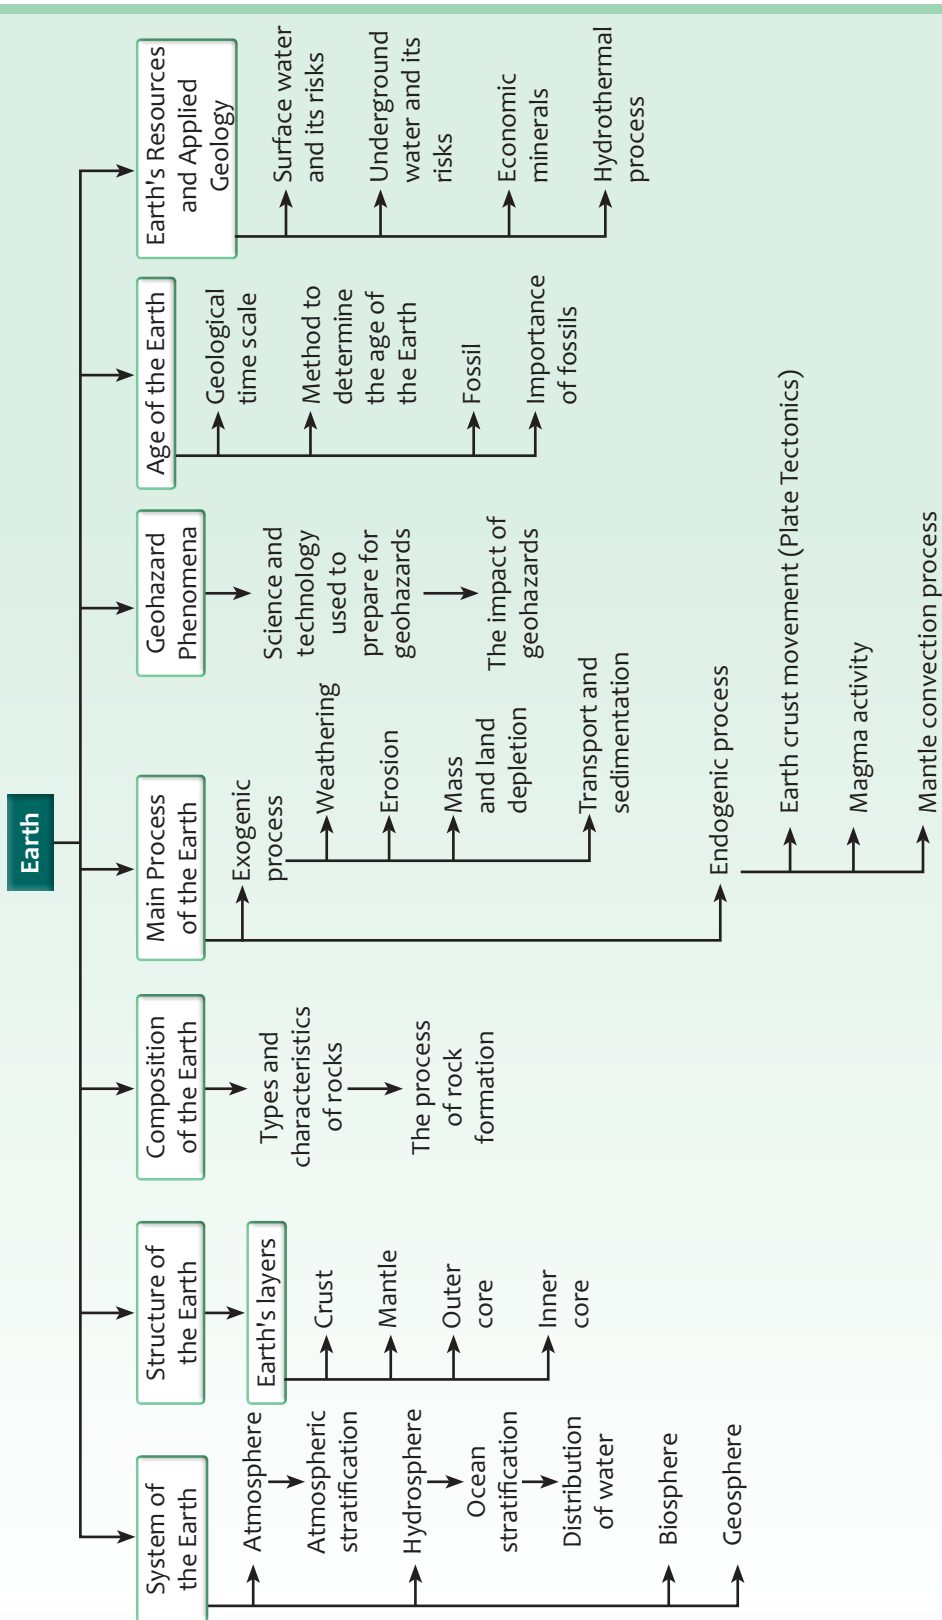 Earth
System of
the Earth
Atmosphere
Atmospheric
stratification
Hydrosphere
Ocean
stratification
Distribution
of water
Biosphere
Geosphere
Structure of
the Earth
Earth's layers
Crust
Mantle
Outer
core
Inner
core
Composition
of the Earth
Types and
characteristics
of rocks
The process
of rock
formation
Main Process
of the Earth
Exogenic
process
Weathering
Erosion
Mass
and land
depletion
Transport and
sedimentation
Endogenic process
Earth crust movement (Plate Tectonics)
Magma activity
Mantle convection process
Geohazard
Phenomena
Science and
technology
used to
prepare for
geohazards
The impact of
geohazards
Age of the Earth
Geological
time scale
Method to
determine
the age of
the Earth
Fossil
Importance
of fossils
Earth's Resources
and Applied
Geology
Surface water
and its risks
Underground
water and its
risks
Economic
minerals
Hydrothermal
process